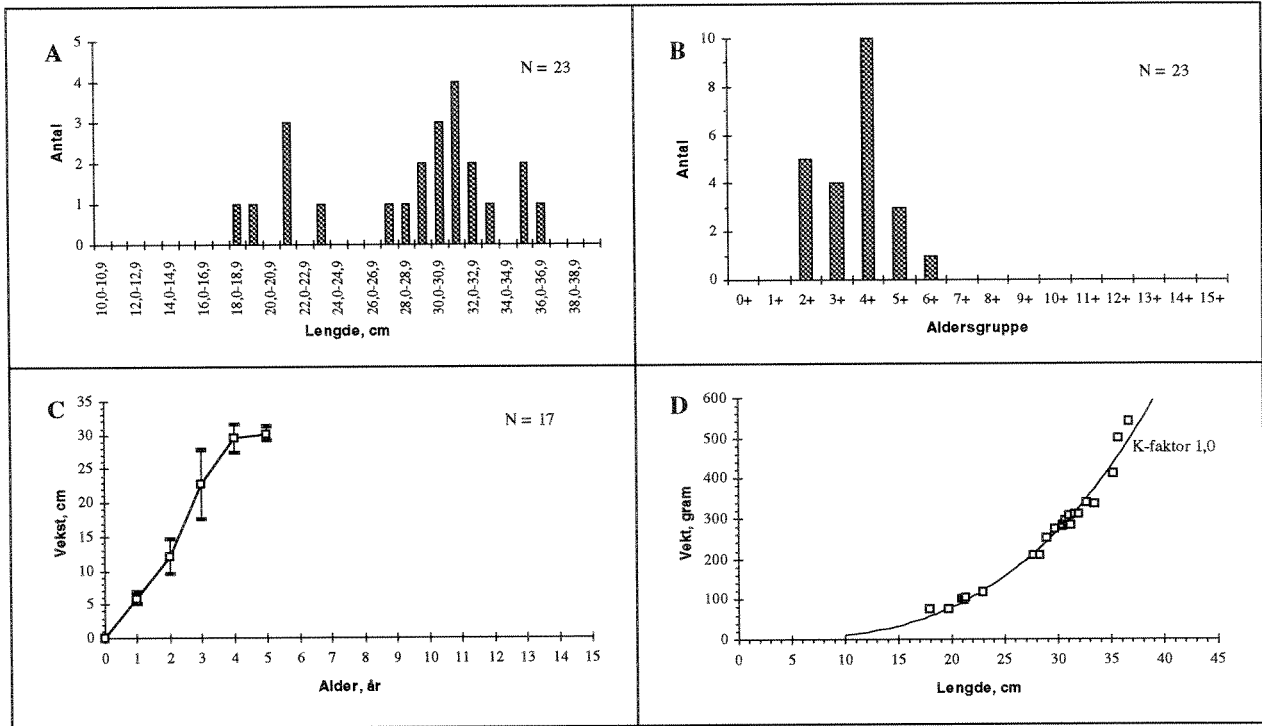 A
N = 23
5
4
3
2
1
0
Antal
10,0-10,9
12,0-12,9
14,0-14,9
16,0-16,9
18,0-18,9
20,0-20,9
22,0-22,9
24,0-24,9
26,0-26,9
28,0-28,9
30,0-30,9
32,0-32,9
34,0-34,9
36,0-36,9
38,0-38,9
Lengde, cm
B
N = 23
10
8
6
4
2
0
Antal
0+ 1+ 2+ 3+ 4+ 5+ 6+ 7+ 8+ 9+ 10+ 11+ 12+ 13+ 14+ 15+
Aldersgruppe
C
N = 17
35
30
25
20
15
10
5
0
Vekst, cm
0 1 2 3 4 5 6 7 8 9 10 11 12 13 14 15
Alder, år
D
600
500
400
300
200
100
0
Vekt, gram
K-faktor 1,0
0 5 10 15 20 25 30 35 40 45
Lengde, cm